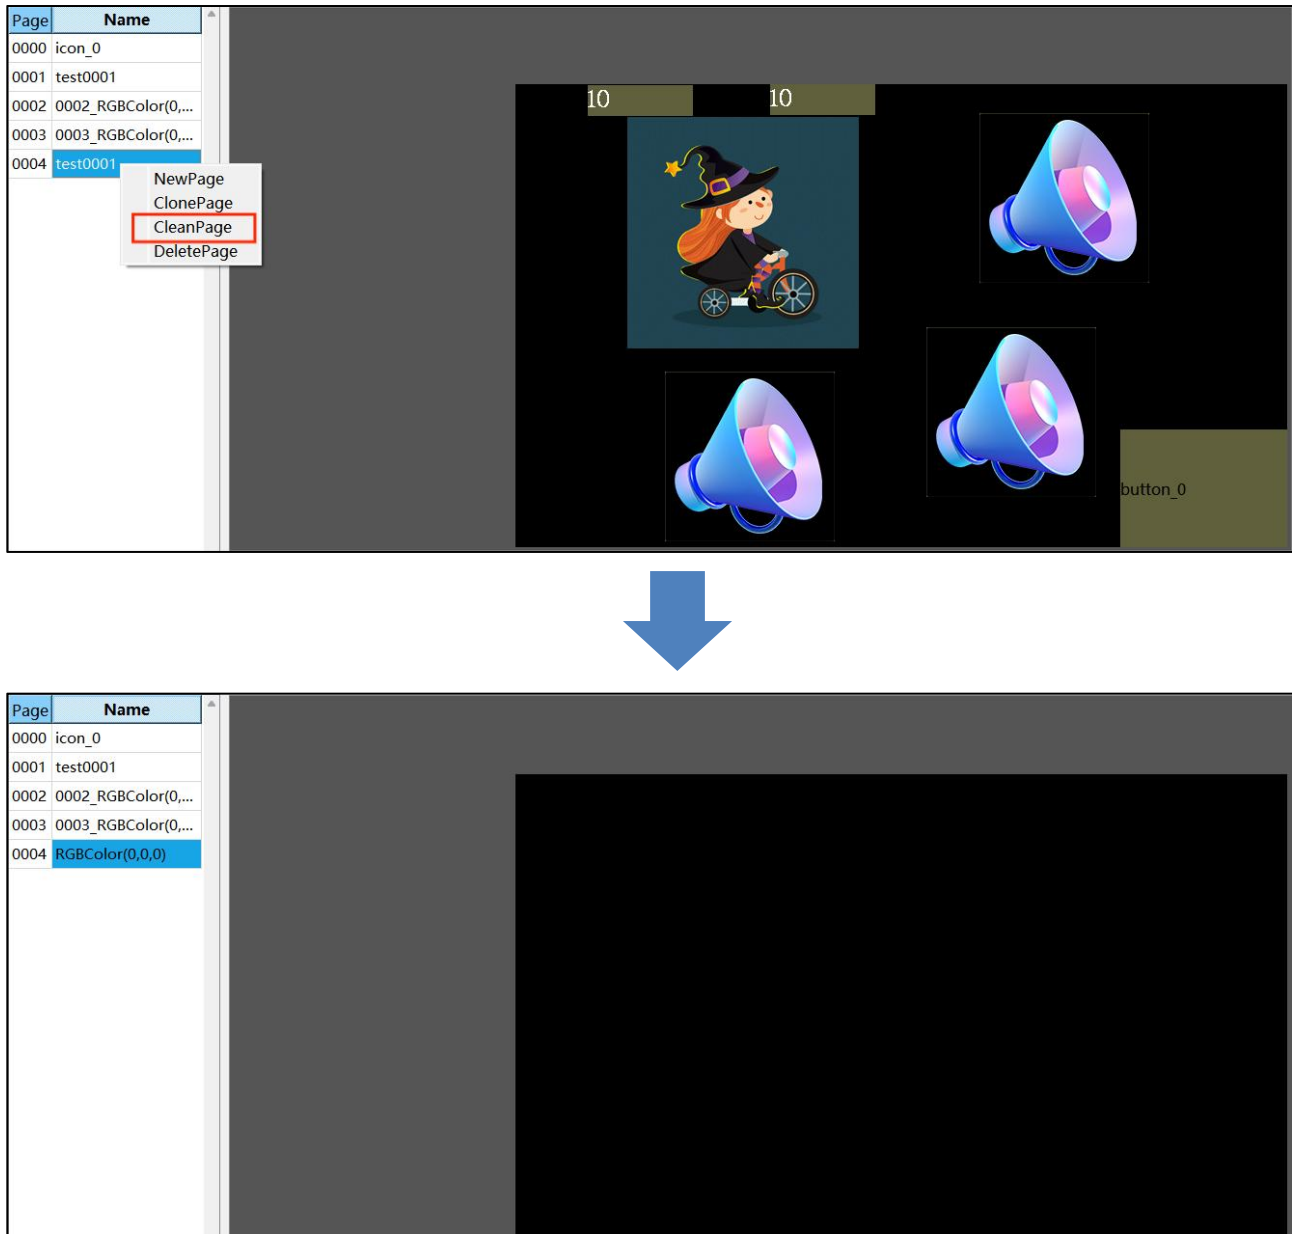 Page Name
0000 icon_0
0001 test0001
0002 0002_RGBColor(0,...
0003 0003_RGBColor(0,...
0004 test0001
NewPage
ClonePage
CleanPage
DeletePage
10 10
button_0
Page Name
0000 icon_0
0001 test0001
0002 0002_RGBColor(0,...
0003 0003_RGBColor(0,...
0004 RGBColor(0,0,0)